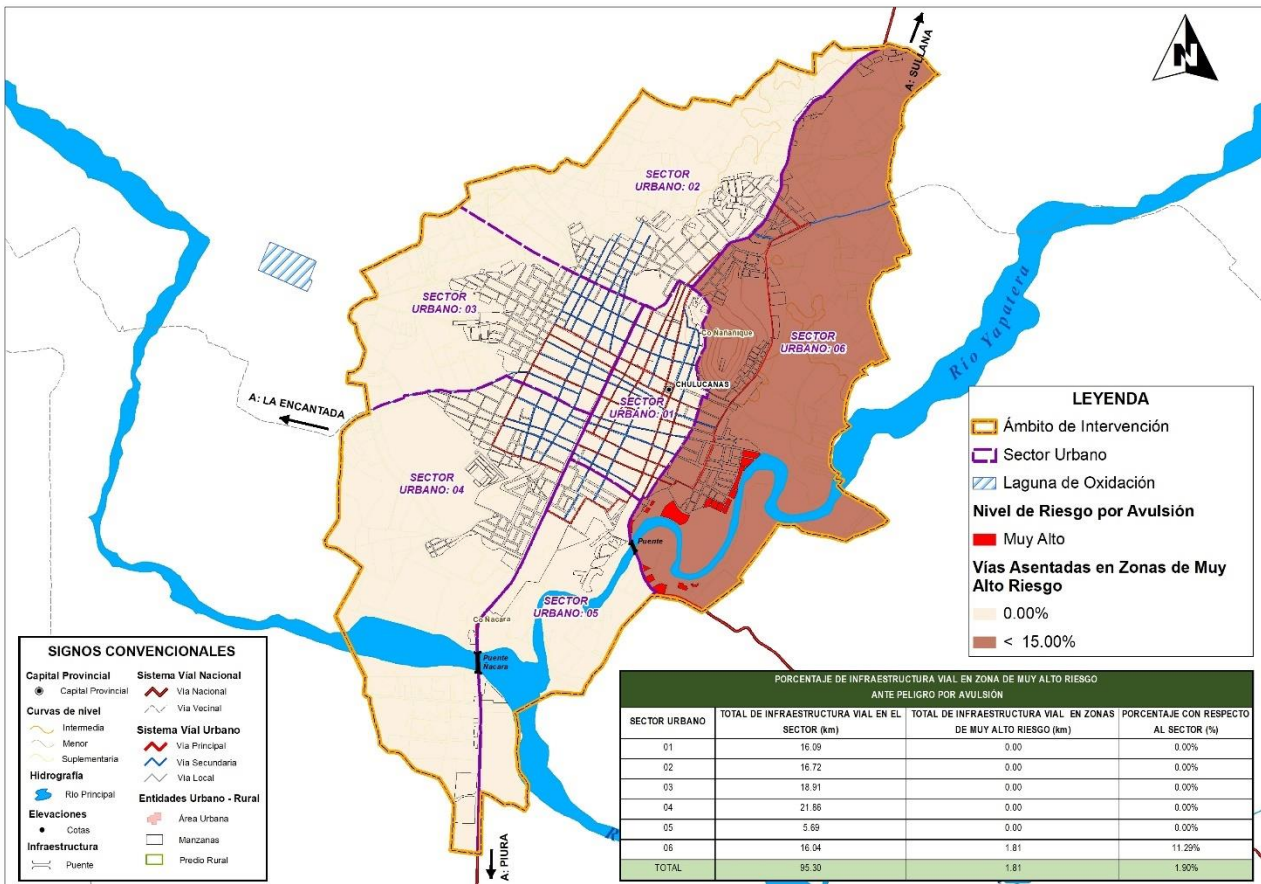 A: SULLANA
N
SECTOR
URBANO: 02
SECTOR
URBANO: 03
Co Ñañañique
SECTOR
URBANO: 06
Río Yapatera
CHULUCANAS
SECTOR
URBANO: 01
A: LA ENCANTADA
SECTOR
URBANO: 04
Puente
SECTOR
URBANO: 05
Co Nacara
Puente
Nacara
A: PIURA
LEYENDA
Ámbito de Intervención
Sector Urbano
Laguna de Oxidación
Nivel de Riesgo por Avulsión
Muy Alto
Vías Asentadas en Zonas de Muy
Alto Riesgo
0.00%
< 15.00%
SIGNOS CONVENCIONALES
Capital Provincial
Capital Provincial
Curvas de nivel
Intermedia
Menor
Suplementaria
Hidrografía
Río Principal
Elevaciones
Cotas
Infraestructura
Puente
Sistema Víal Nacional
Vía Nacional
Vía Vecinal
Sistema Vial Urbano
Vía Principal
Vía Secundaria
Vía Local
Entidades Urbano - Rural
Área Urbana
Manzanas
Predio Rural
PORCENTAJE DE INFRAESTRUCTURA VIAL EN ZONA DE MUY ALTO RIESGO
ANTE PELIGRO POR AVULSIÓN
SECTOR URBANO TOTAL DE INFRAESTRUCTURA VIAL EN EL SECTOR (km) TOTAL DE INFRAESTRUCTURA VIAL EN ZONAS DE MUY ALTO RIESGO (km) PORCENTAJE CON RESPECTO AL SECTOR (%)
01 16.09 0.00 0.00%
02 16.72 0.00 0.00%
03 18.91 0.00 0.00%
04 21.86 0.00 0.00%
05 5.69 0.00 0.00%
06 16.04 1.81 11.29%
TOTAL 95.30 1.81 1.90%